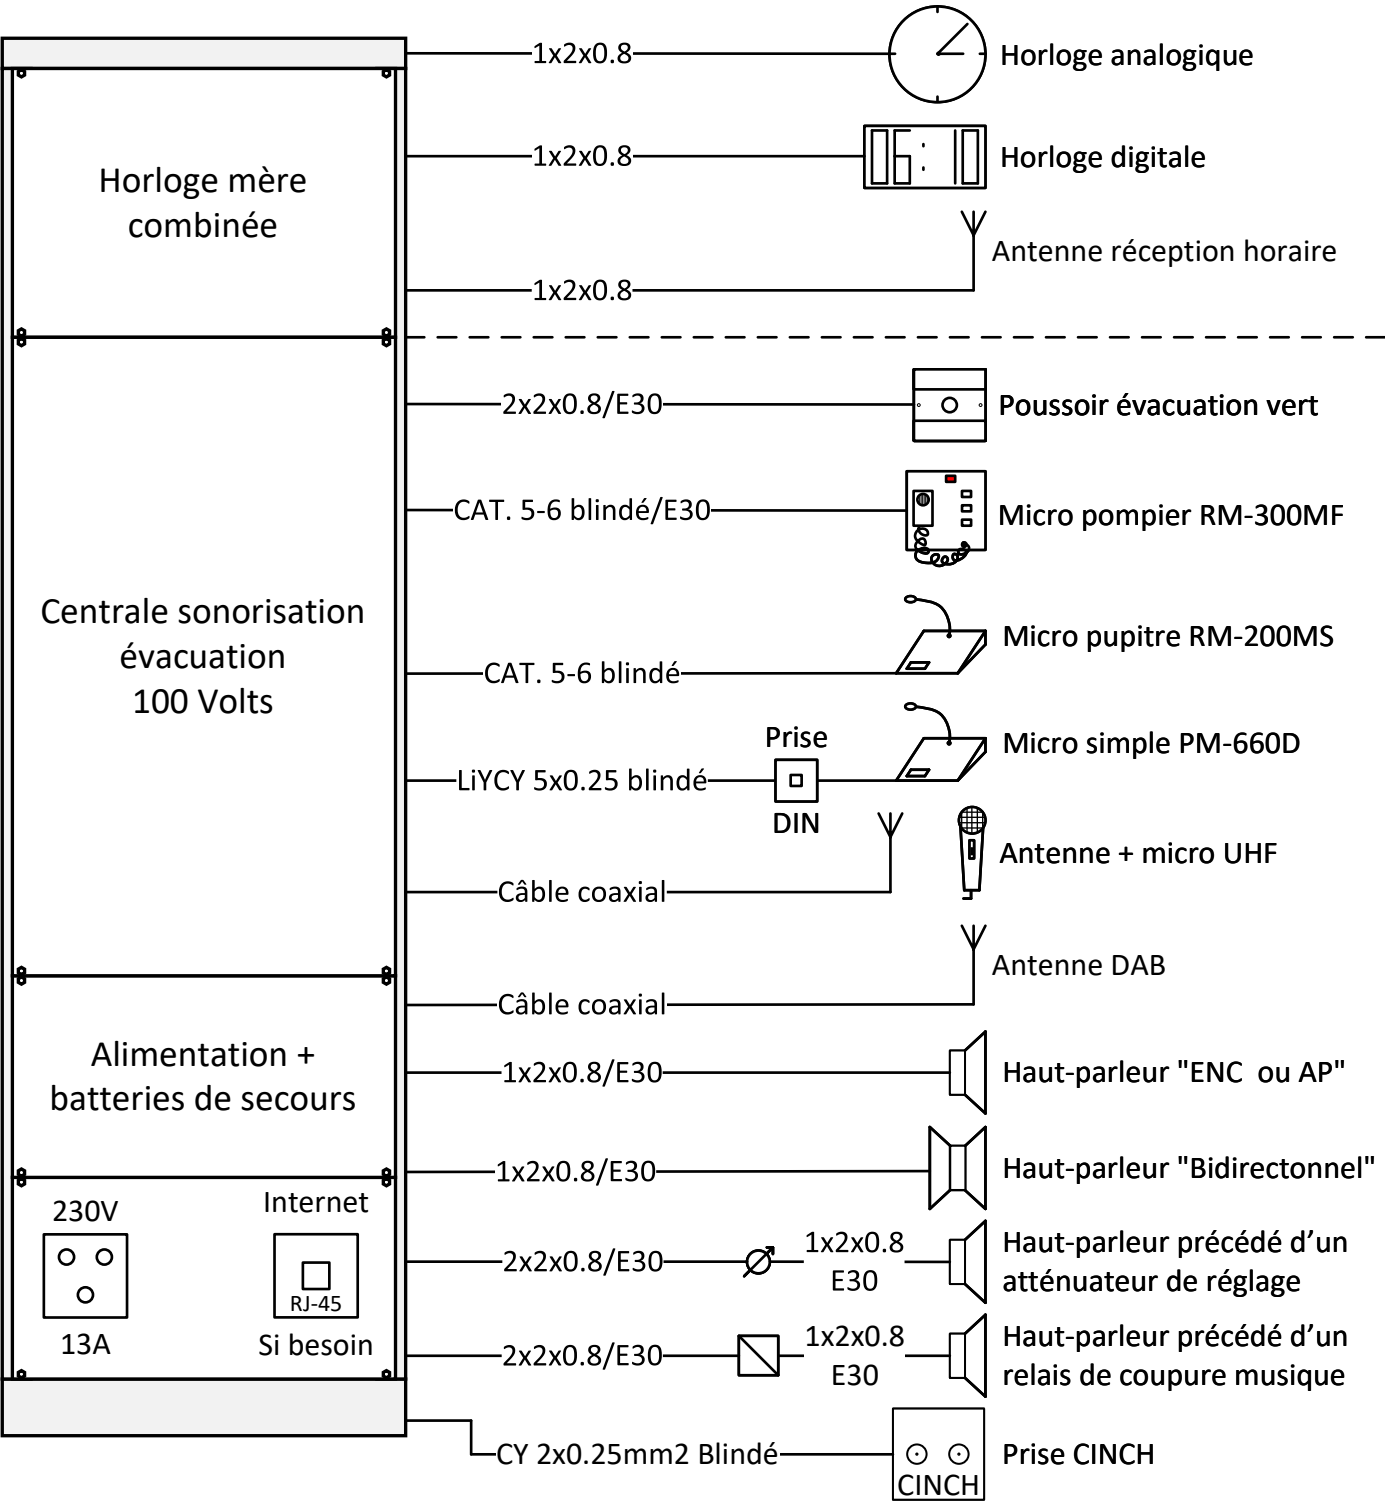 1x2x0.8
Horloge analogique
1x2x0.8
Horloge digitale
Horloge mère
combinée
Antenne réception horaire
1x2x0.8
2x2x0.8/E30
Poussoir évacuation vert
CAT. 5-6 blindé/E30
Micro pompier RM-300MF
Centrale sonorisation
évacuation
100 Volts
Micro pupitre RM-200MS
CAT. 5-6 blindé
Prise
Micro simple PM-660D
LiYCY 5x0.25 blindé
DIN
Antenne + micro UHF
Câble coaxial
Antenne DAB
Câble coaxial
Alimentation +
batteries de secours
1x2x0.8/E30
Haut-parleur "ENC  ou AP"
1x2x0.8/E30
Haut-parleur "Bidirectonnel"
230V
Internet
RJ-45
13A
Si besoin
2x2x0.8/E30
1x2x0.8
E30
Haut-parleur précédé d’un
atténuateur de réglage
2x2x0.8/E30
1x2x0.8
E30
Haut-parleur précédé d’un
relais de coupure musique
CY 2x0.25mm2 Blindé
CINCH
Prise CINCH